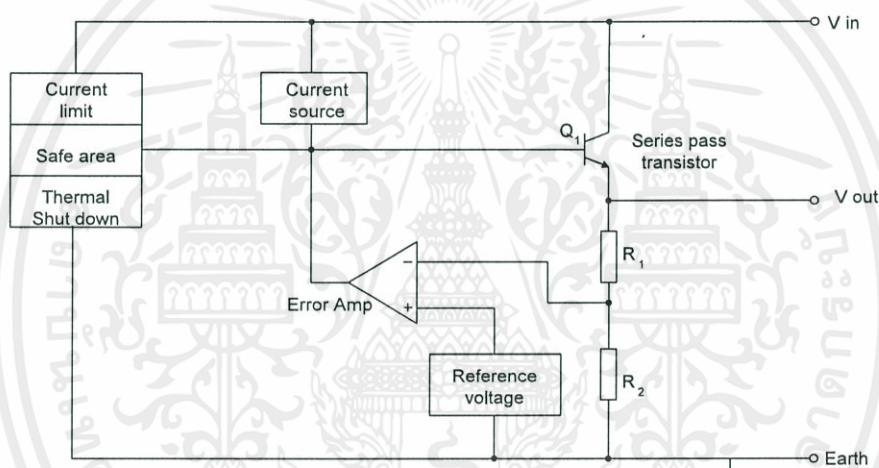 V in
Current
limit
Safe area
Thermal
Shut down
Current
source
Q1
Series pass
transistor
V out
R1
Error Amp
−
+
Reference
voltage
R2
Earth